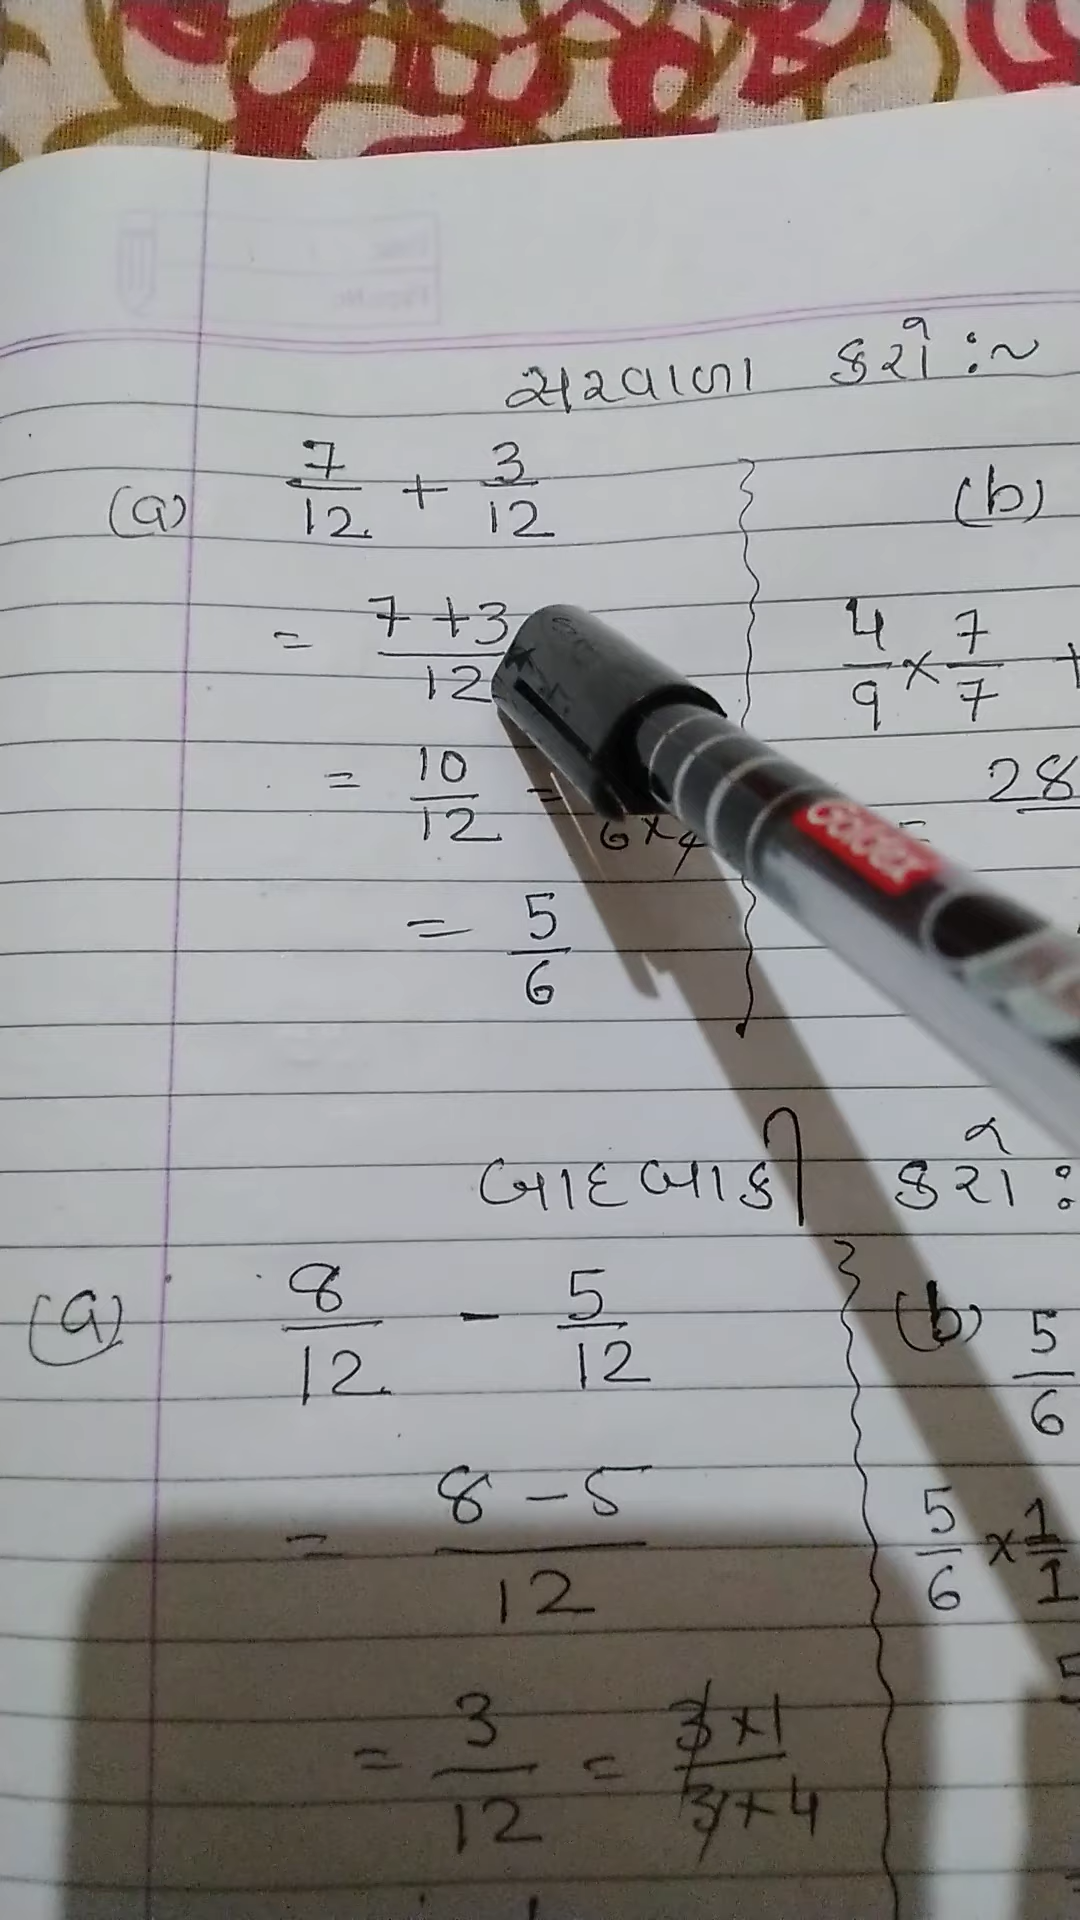 સરવાળા કરો :~
(a) 7/12 + 3/12
= 7+3/12
= 10/12 =
= 5/6
(b)
4/9 × 7/7 +
= 28
બાદબાકી કરો :
(a) 8/12 - 5/12
= 8-5/12
= 3/12 = 3×1/3×4
(b) 5/6
5/6 × 1/1
5